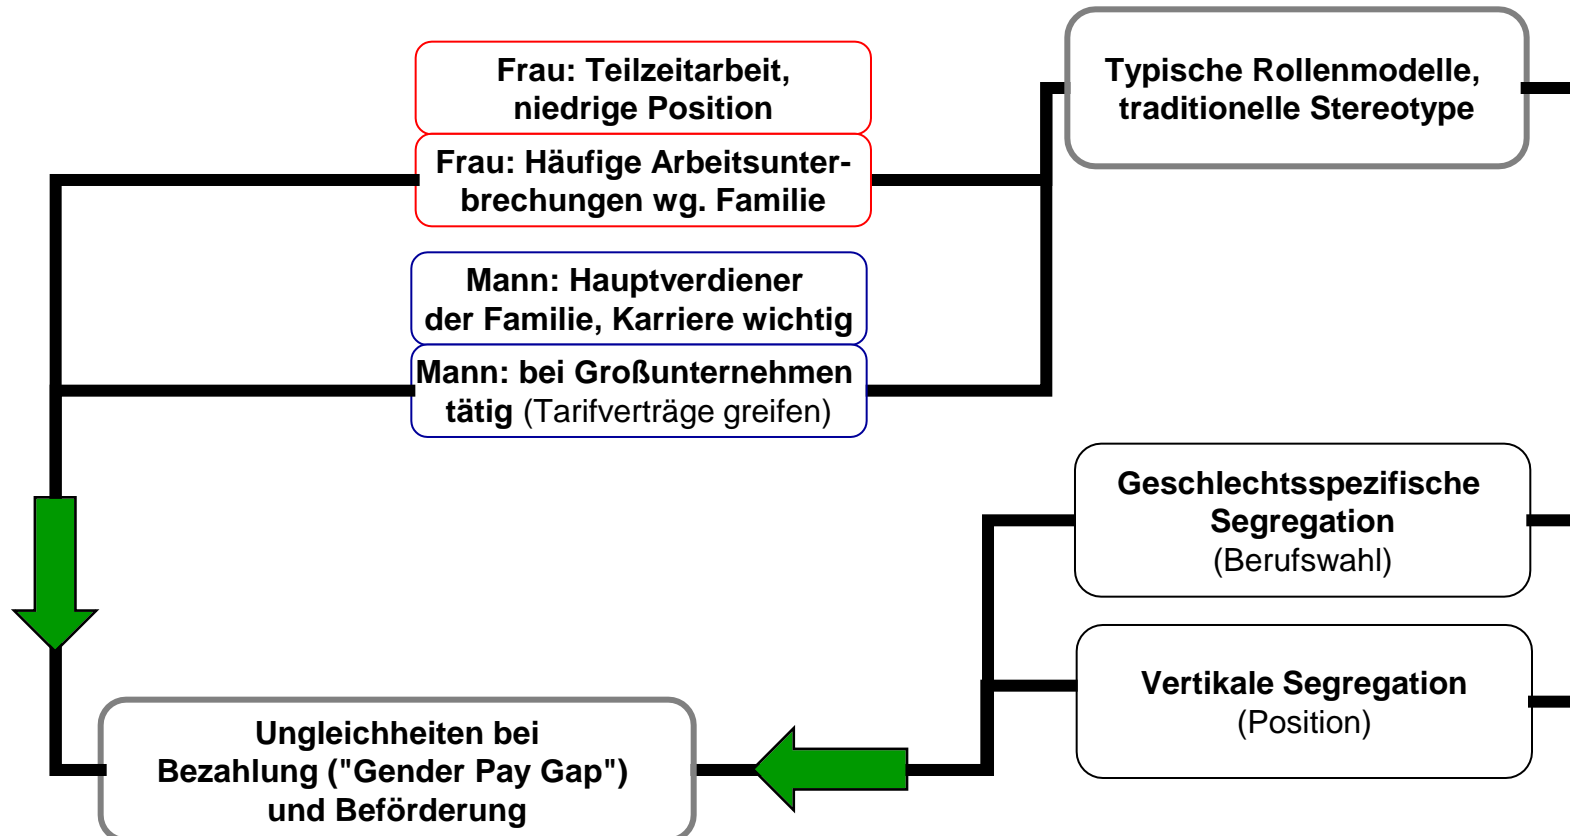 Frau: Teilzeitarbeit,
niedrige Position
Frau: Häufige Arbeitsunter-
brechungen wg. Familie
Mann: Hauptverdiener
der Familie, Karriere wichtig
Mann: bei Großunternehmen
tätig (Tarifverträge greifen)
Typische Rollenmodelle,
traditionelle Stereotype
Geschlechtsspezifische
Segregation
(Berufswahl)
Vertikale Segregation
(Position)
Ungleichheiten bei
Bezahlung ("Gender Pay Gap")
und Beförderung